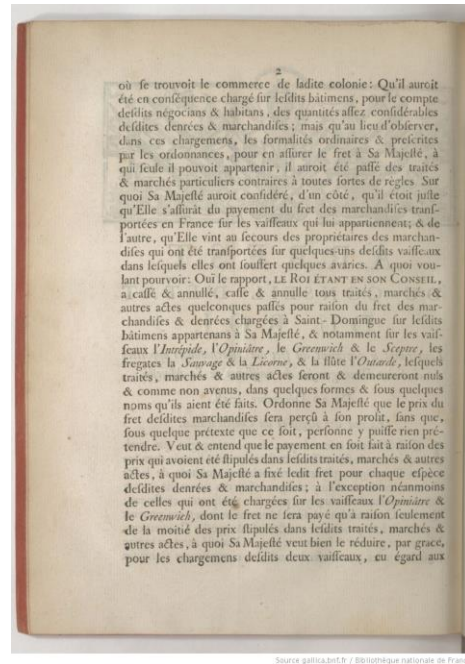 2
où ſe trouvoit le commerce de ladite colonie: Qu'il auroit
été en conſéquence chargé ſur leſdits bâtimens, pour le compte
deſdits négocians & habitans, des quantités aſſez conſidérables
deſdites denrées & marchandiſes; mais qu'au lieu d'obſerver,
dans ces chargemens, les formalités ordinaires & preſcrites
par les ordonnances, pour en aſſurer le fret à Sa Majeſté, à
qui ſeule il pouvoit appartenir, il auroit été paſſé des traités
& marchés particuliers contraires à toutes ſortes de règles Sur
quoi Sa Majeſté auroit conſidéré, d'un côté, qu'il étoit juſte
qu'Elle s'aſſurât du payement du fret des marchandiſes tranſ-
portées en France ſur les vaiſſeaux qui lui appartiennent; & de
l'autre, qu'Elle vînt au ſecours des propriétaires des marchan-
diſes qui ont été tranſportées ſur quelques-uns deſdits vaiſſeaux
dans leſquels elles ont ſouffert quelques avaries. A quoi vou-
lant pourvoir: Ouï le rapport, LE ROI ÉTANT EN SON CONSEIL,
a caſſé & annullé, caſſe & annulle tous traités, marchés &
autres actes quelconques paſſés pour raiſon du fret des mar-
chandiſes & denrées chargées à Saint-Domingue ſur leſdits
bâtimens appartenans à Sa Majeſté, & notamment ſur les vaiſ-
ſeaux l'Intrépide, l'Opiniâtre, le Greenwich & le Sceptre, les
fregates la Sauvage & la Licorne, & la flûte l'Outarde, leſquels
traités, marchés & autres actes ſeront & demeureront nuls
& comme non avenus, dans quelques formes & ſous quelques
noms qu'ils aient été faits. Ordonne Sa Majeſté que le prix du
fret deſdites marchandiſes ſera perçû à ſon profit, ſans que,
ſous quelque prétexte que ce ſoit, perſonne y puiſſe rien pré-
tendre. Veut & entend que le payement en ſoit fait à raiſon des
prix qui avoient été ſtipulés dans leſdits traités, marchés & autres
actes, à quoi Sa Majeſté a fixé ledit fret pour chaque eſpèce
deſdites denrées & marchandiſes; à l'exception néanmoins
de celles qui ont été chargées ſur les vaiſſeaux l'Opiniâtre &
le Greenwich, dont le fret ne ſera payé qu'à raiſon ſeulement
de la moitié des prix ſtipulés dans leſdits traités, marchés &
autres actes, à quoi Sa Majeſté veut bien le réduire, par grace,
pour les chargemens deſdits deux vaiſſeaux, eu égard aux
Source gallica.bnf.fr / Bibliothèque nationale de Franc